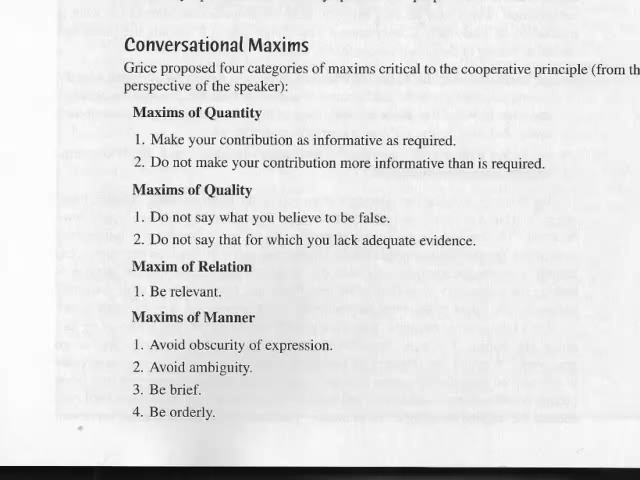 Conversational Maxims
Grice proposed four categories of maxims critical to the cooperative principle (from th
perspective of the speaker):
Maxims of Quantity
1. Make your contribution as informative as required.
2. Do not make your contribution more informative than is required.
Maxims of Quality
1. Do not say what you believe to be false.
2. Do not say that for which you lack adequate evidence.
Maxim of Relation
1. Be relevant.
Maxims of Manner
1. Avoid obscurity of expression.
2. Avoid ambiguity.
3. Be brief.
4. Be orderly.